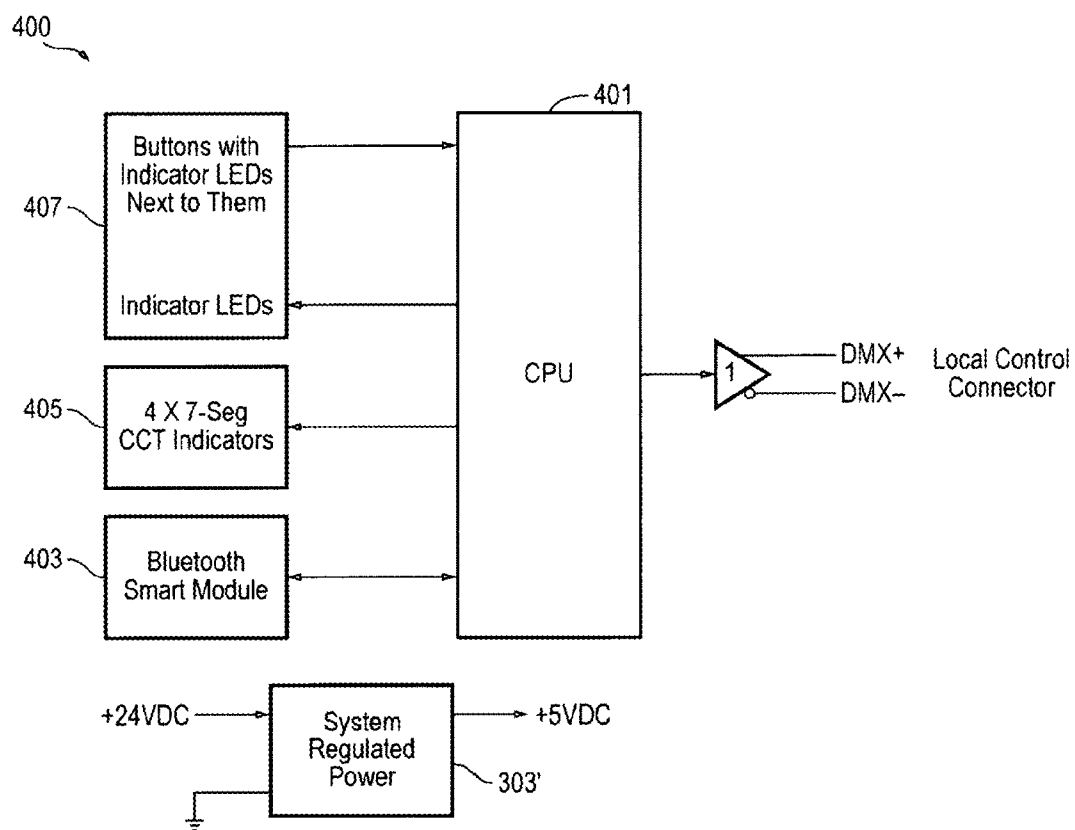 400
401
Buttons with
Indicator LEDs
Next to Them
407
Indicator LEDs
CPU
1
DMX+
DMX–
Local Control
Connector
405
4 X 7-Seg
CCT Indicators
403
Bluetooth
Smart Module
+24VDC
System
Regulated
Power
+5VDC
303'